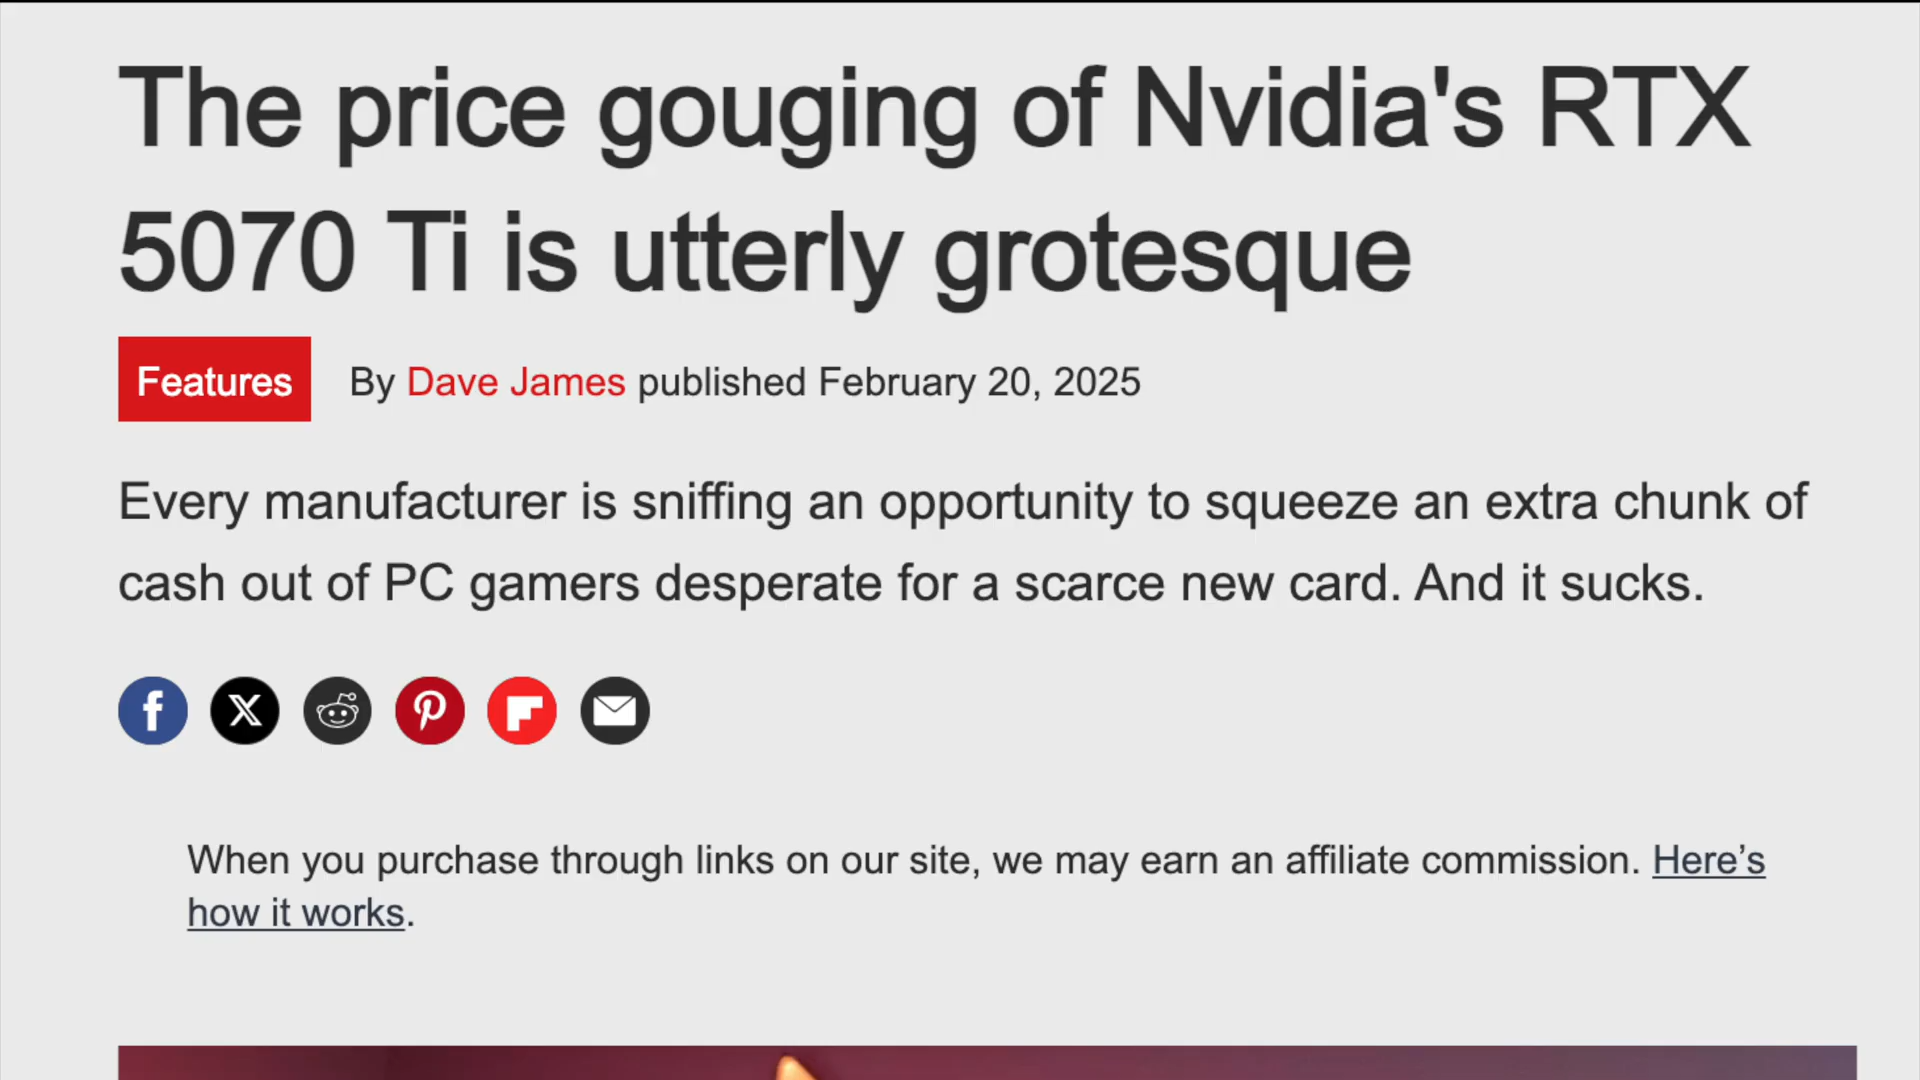 The price gouging of Nvidia's RTX
5070 Ti is utterly grotesque
Features By Dave James published February 20, 2025
Every manufacturer is sniffing an opportunity to squeeze an extra chunk of
cash out of PC gamers desperate for a scarce new card. And it sucks.
When you purchase through links on our site, we may earn an affiliate commission. Here’s
how it works.